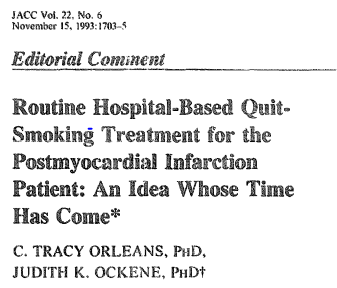 JACC Vol. 22, No. 6
November 15, 1993:1703–5
Editorial Comment
Routine Hospital-Based Quit-
Smoking Treatment for the
Postmyocardial Infarction
Patient: An Idea Whose Time
Has Come*
C. TRACY ORLEANS, PHD,
JUDITH K. OCKENE, PHD†